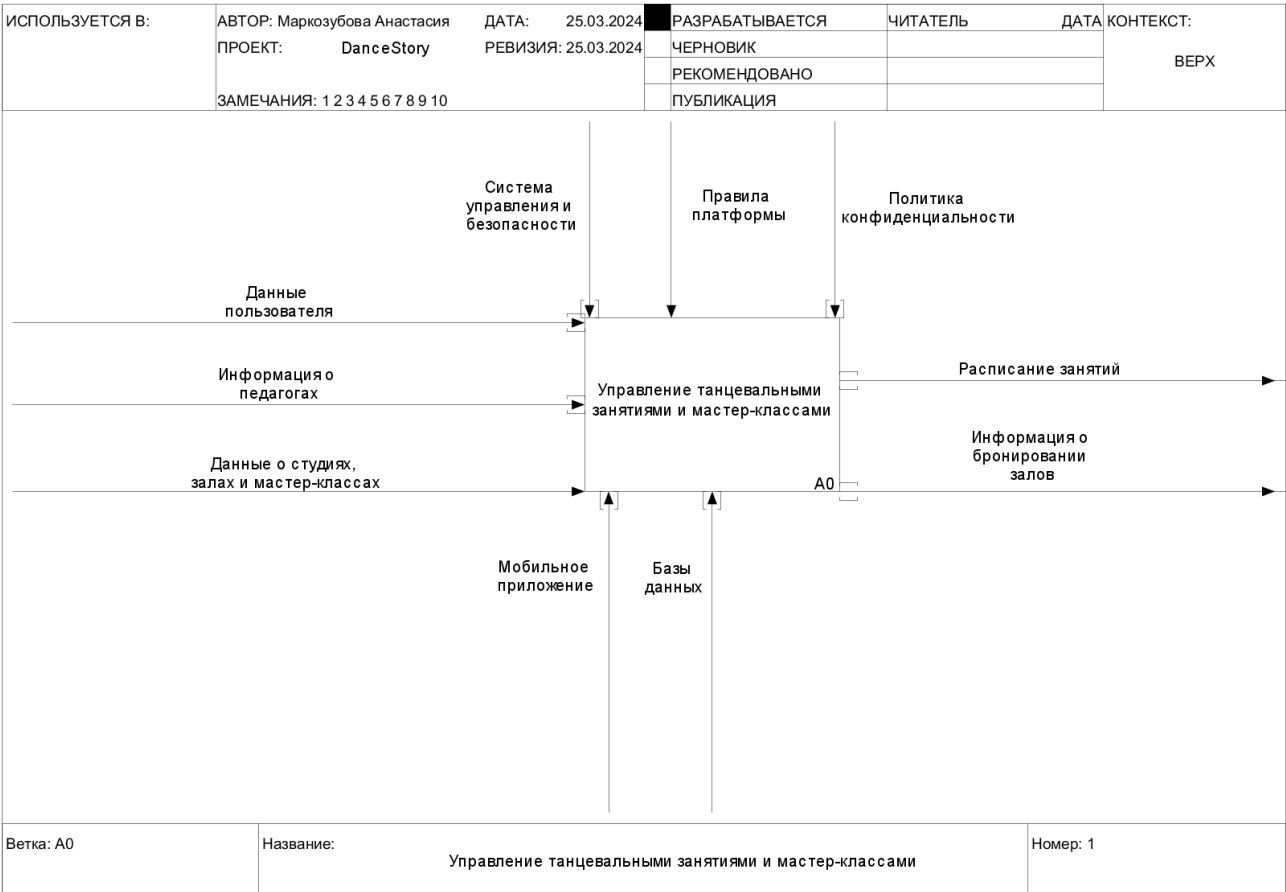 ИСПОЛЬЗУЕТСЯ В:
АВТОР: Маркозубова Анастасия
ДАТА: 25.03.2024
РАЗРАБАТЫВАЕТСЯ
ЧИТАТЕЛЬ
ДАТА
КОНТЕКСТ:
ПРОЕКТ: DanceStory
РЕВИЗИЯ: 25.03.2024
ЧЕРНОВИК
ВЕРХ
РЕКОМЕНДОВАНО
ЗАМЕЧАНИЯ: 1 2 3 4 5 6 7 8 9 10
ПУБЛИКАЦИЯ
Система
управления и
безопасности
Правила
платформы
Политика
конфиденциальности
Данные
пользователя
Информация о
педагогах
Данные о студиях,
залах и мастер-классах
Управление танцевальными
занятиями и мастер-классами
A0
Расписание занятий
Информация о
бронировании
залов
Мобильное
приложение
Базы
данных
Ветка: A0
Название:
Управление танцевальными занятиями и мастер-классами
Номер: 1